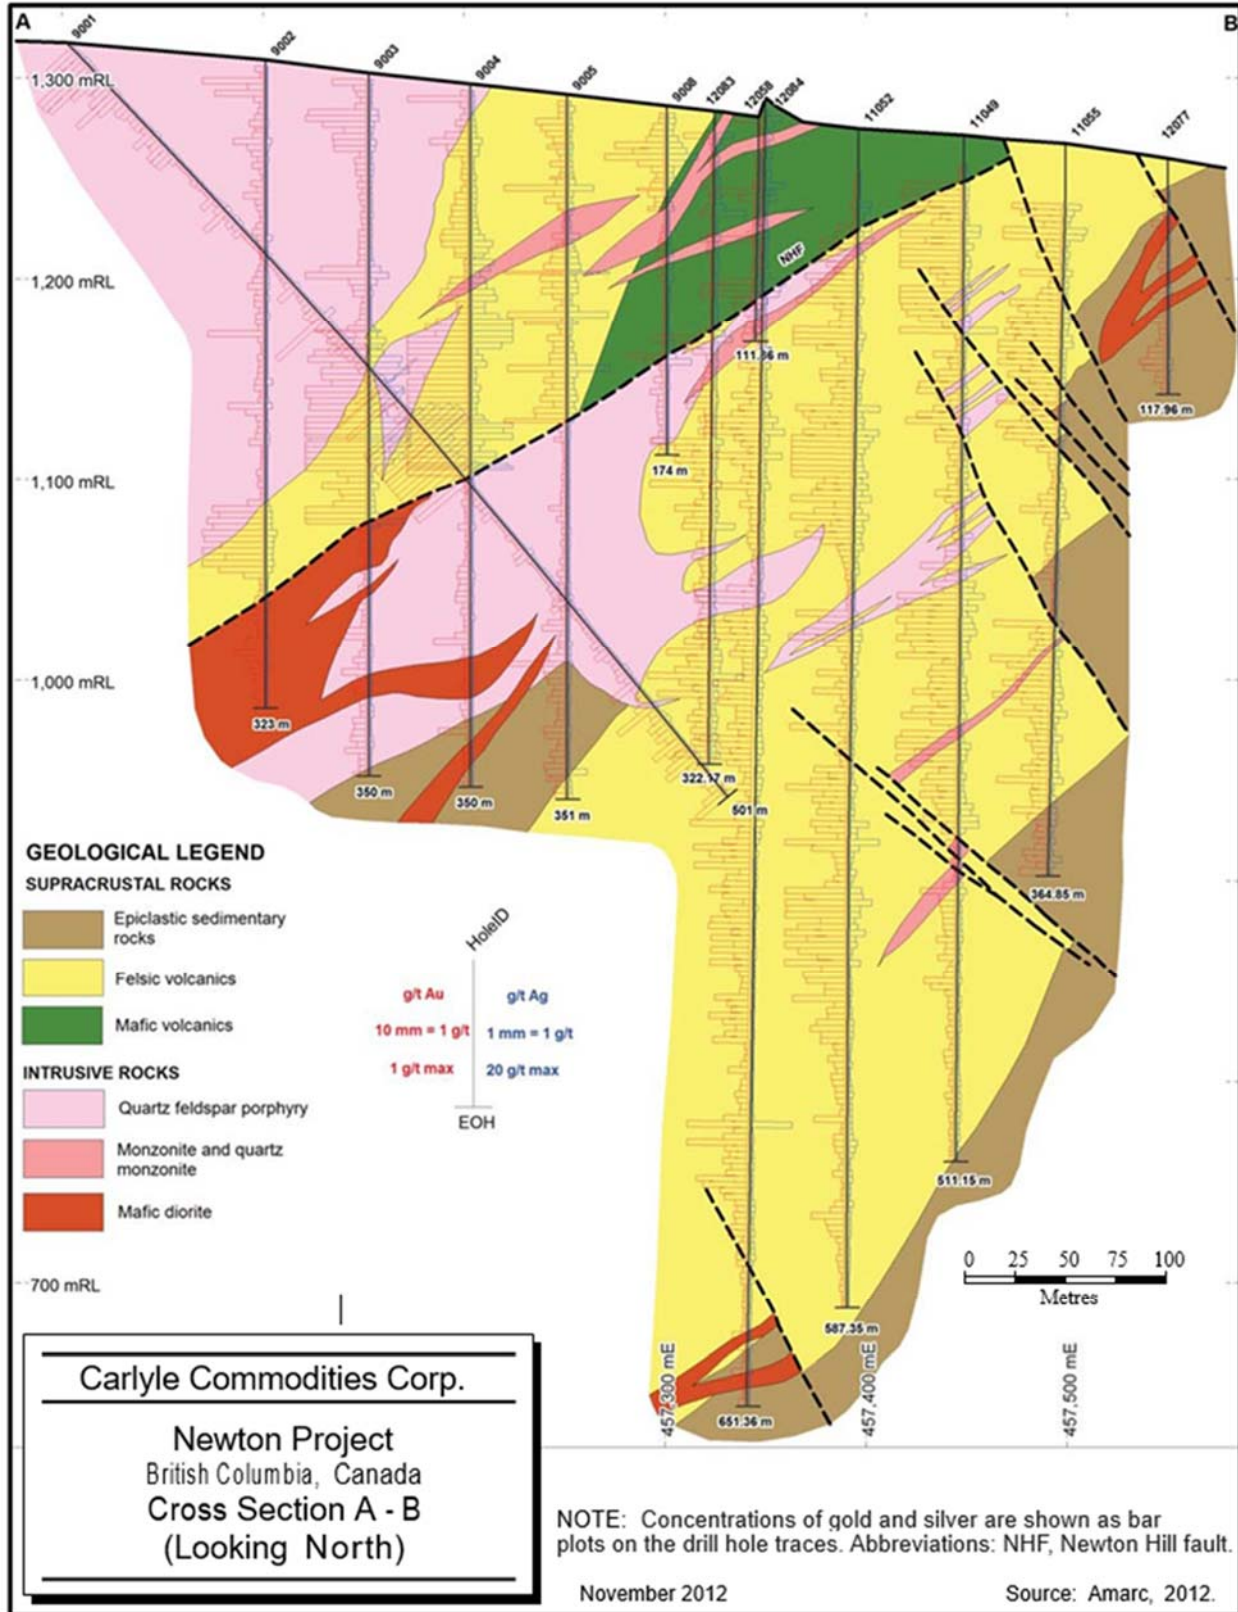 A
B
9001
9002
9003
9004
9005
9008
12083
12058
12084
11052
11049
11055
12077
1,300 mRL
1,200 mRL
NHF
111.86 m
117.96 m
1,100 mRL
174 m
1,000 mRL
323 m
350 m
350 m
351 m
322.17 m
501 m
364.85 m
GEOLOGICAL LEGEND
SUPRACRUSTAL ROCKS
Epiclastic sedimentary
rocks
Felsic volcanics
Mafic volcanics
INTRUSIVE ROCKS
Quartz feldspar porphyry
Monzonite and quartz
monzonite
Mafic diorite
HoleID
g/t Au
g/t Ag
10 mm = 1 g/t
1 mm = 1 g/t
1 g/t max
20 g/t max
EOH
511.15 m
0 25 50 75 100
Metres
700 mRL
587.35 m
651.36 m
457,300 mE
457,400 mE
457,500 mE
Carlyle Commodities Corp.
Newton Project
British Columbia, Canada
Cross Section A - B
(Looking North)
NOTE: Concentrations of gold and silver are shown as bar
plots on the drill hole traces. Abbreviations: NHF, Newton Hill fault.
November 2012
Source: Amarc, 2012.